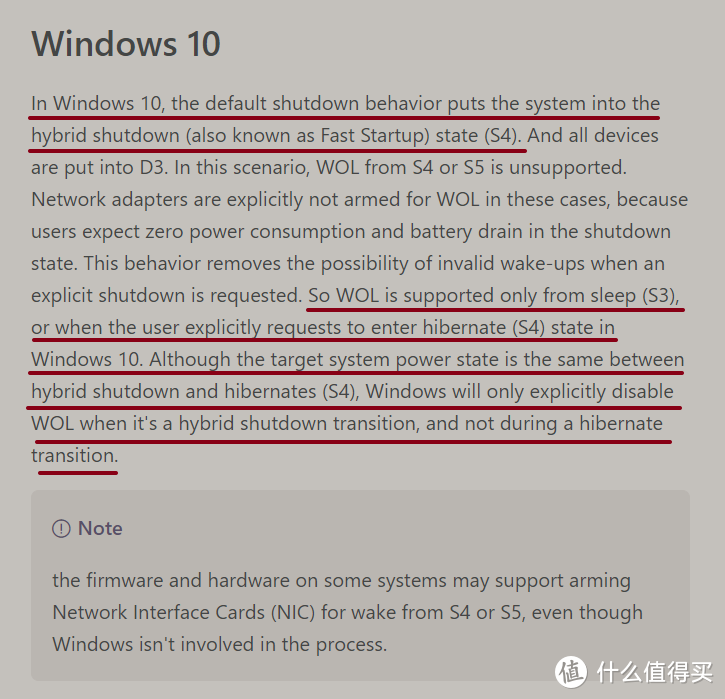 Windows 10
In Windows 10, the default shutdown behavior puts the system into the
hybrid shutdown (also known as Fast Startup) state (S4). And all devices
are put into D3. In this scenario, WOL from S4 or S5 is unsupported.
Network adapters are explicitly not armed for WOL in these cases, because
users expect zero power consumption and battery drain in the shutdown
state. This behavior removes the possibility of invalid wake-ups when an
explicit shutdown is requested. So WOL is supported only from sleep (S3),
or when the user explicitly requests to enter hibernate (S4) state in
Windows 10. Although the target system power state is the same between
hybrid shutdown and hibernates (S4), Windows will only explicitly disable
WOL when it's a hybrid shutdown transition, and not during a hibernate
transition.
Note
the firmware and hardware on some systems may support arming
Network Interface Cards (NIC) for wake from S4 or S5, even though
Windows isn't involved in the process.
值 什么值得买